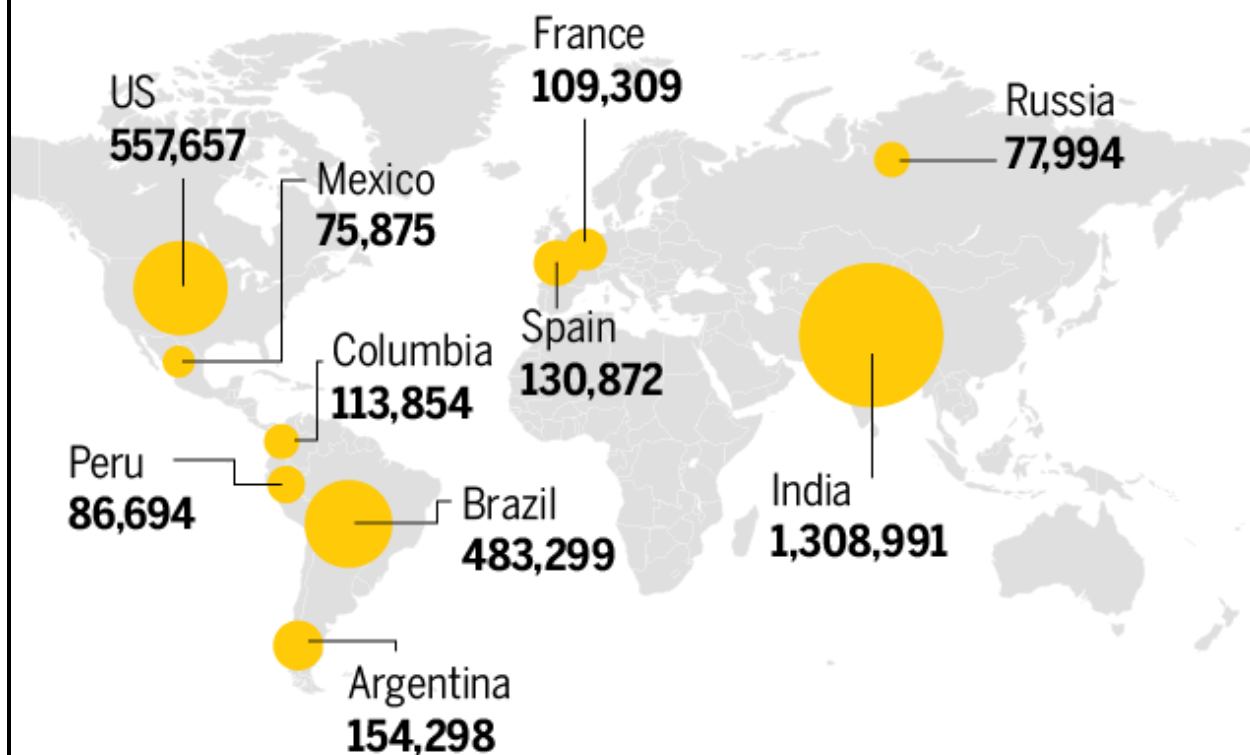 France
109,309
US
557,657
Russia
77,994
Mexico
75,875
Spain
130,872
Columbia
113,854
Peru
86,694
Brazil
483,299
India
1,308,991
Argentina
154,298